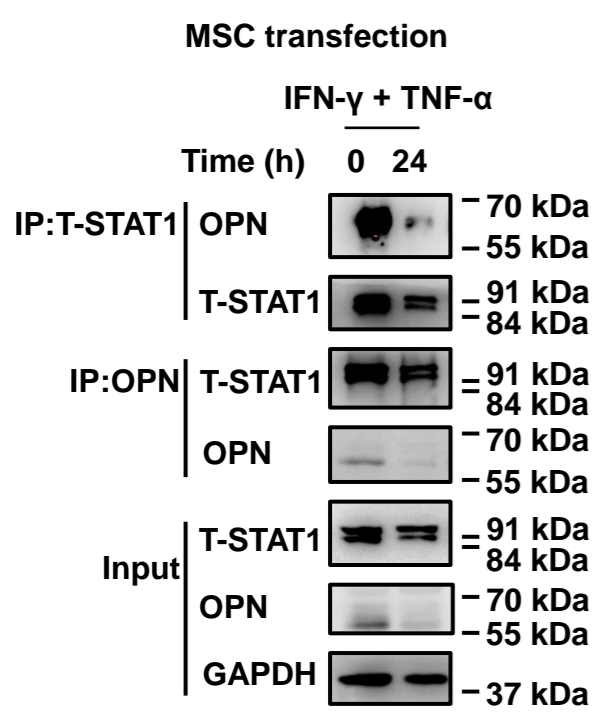 MSC transfection
IFN-γ + TNF-α
Time (h) 0 24
IP:T-STAT1 OPN 70 kDa
55 kDa
T-STAT1 91 kDa
84 kDa
IP:OPN T-STAT1 91 kDa
84 kDa
OPN 70 kDa
55 kDa
Input T-STAT1 91 kDa
84 kDa
OPN 70 kDa
55 kDa
GAPDH 37 kDa